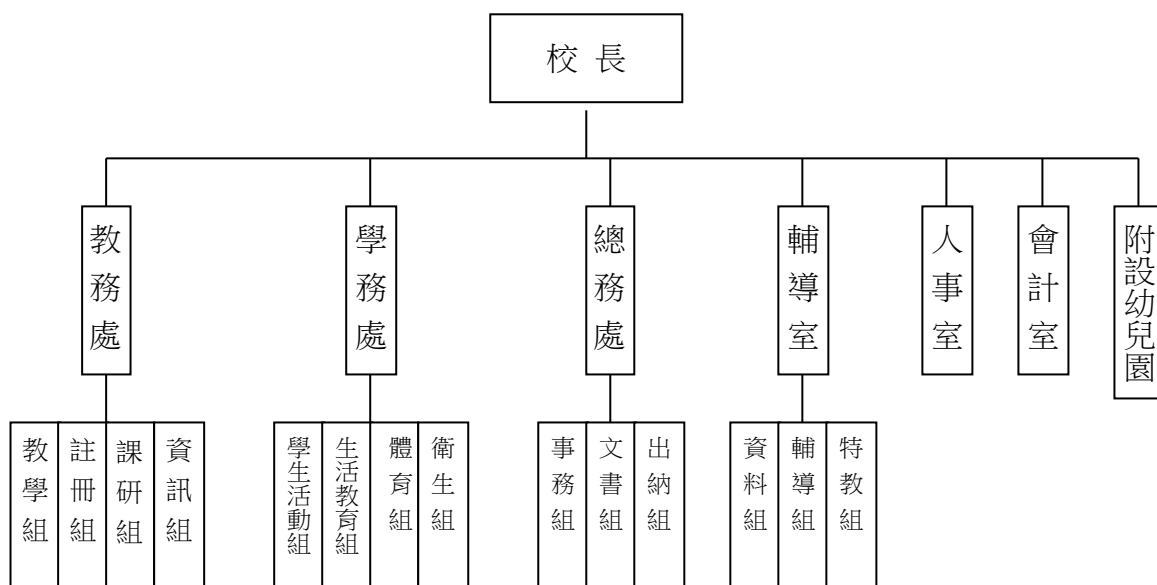 校長
教務處
學務處
總務處
輔導室
人事室
會計室
附設幼兒園
教學組
註冊組
課研組
資訊組
學生活動組
生活教育組
體育組
衛生組
事務組
文書組
出納組
資料組
輔導組
特教組